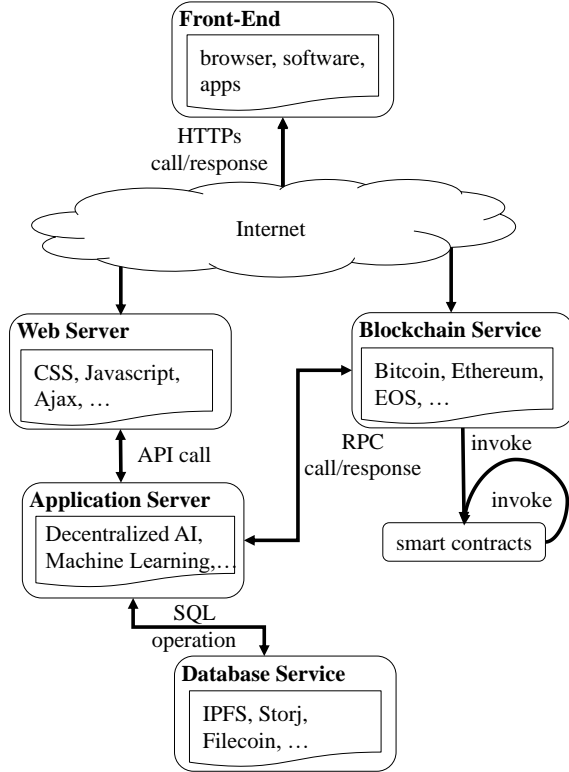 Front-End
browser, software,
apps
HTTPs
call/response
Internet
Web Server
CSS, Javascript,
Ajax, …
Blockchain Service
Bitcoin, Ethereum,
EOS, …
API call
RPC
call/response
invoke
invoke
smart contracts
Application Server
Decentralized AI,
Machine Learning,…
SQL
operation
Database Service
IPFS, Storj,
Filecoin, …